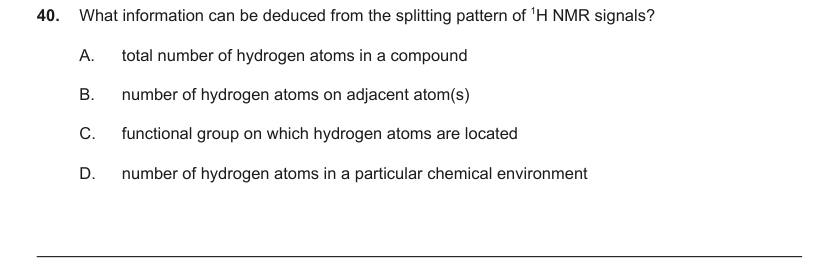 40. What information can be deduced from the splitting pattern of ¹H NMR signals?
A. total number of hydrogen atoms in a compound
B. number of hydrogen atoms on adjacent atom(s)
C. functional group on which hydrogen atoms are located
D. number of hydrogen atoms in a particular chemical environment